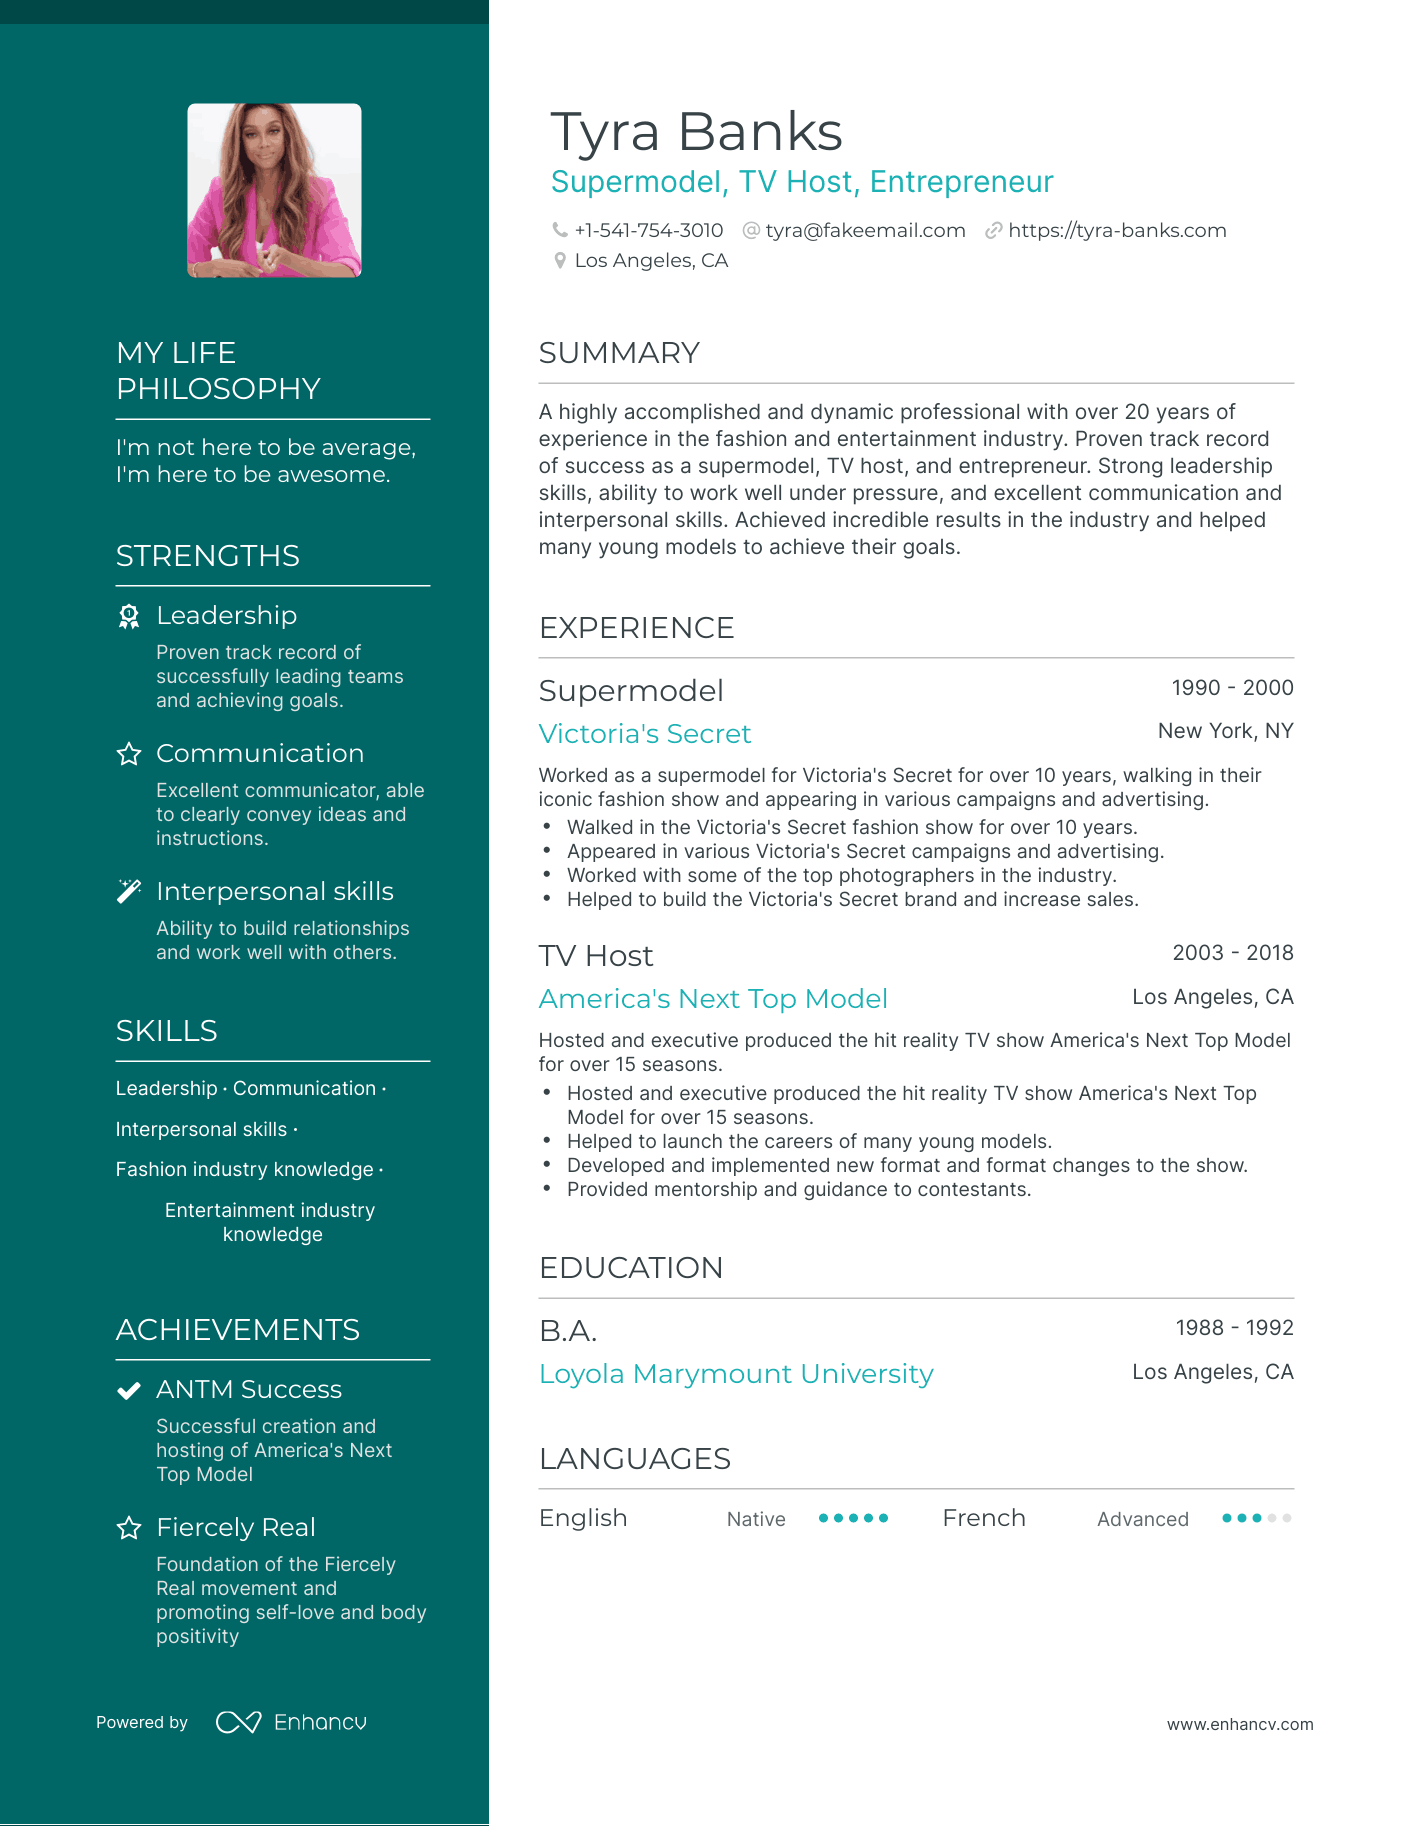 Tyra Banks
Supermodel, TV Host, Entrepreneur
+1-541-754-3010 tyra@fakeemail.com https://tyra-banks.com
Los Angeles, CA
MY LIFE
PHILOSOPHY
I'm not here to be average,
I'm here to be awesome.
STRENGTHS
Leadership
Proven track record of
successfully leading teams
and achieving goals.
Communication
Excellent communicator, able
to clearly convey ideas and
instructions.
Interpersonal skills
Ability to build relationships
and work well with others.
SKILLS
Leadership · Communication ·
Interpersonal skills ·
Fashion industry knowledge ·
Entertainment industry
knowledge
ACHIEVEMENTS
ANTM Success
Successful creation and
hosting of America's Next
Top Model
Fiercely Real
Foundation of the Fiercely
Real movement and
promoting self-love and body
positivity
SUMMARY
A highly accomplished and dynamic professional with over 20 years of
experience in the fashion and entertainment industry. Proven track record
of success as a supermodel, TV host, and entrepreneur. Strong leadership
skills, ability to work well under pressure, and excellent communication and
interpersonal skills. Achieved incredible results in the industry and helped
many young models to achieve their goals.
EXPERIENCE
Supermodel 1990 - 2000
Victoria's Secret New York, NY
Worked as a supermodel for Victoria's Secret for over 10 years, walking in their
iconic fashion show and appearing in various campaigns and advertising.
• Walked in the Victoria's Secret fashion show for over 10 years.
• Appeared in various Victoria's Secret campaigns and advertising.
• Worked with some of the top photographers in the industry.
• Helped to build the Victoria's Secret brand and increase sales.
TV Host 2003 - 2018
America's Next Top Model Los Angeles, CA
Hosted and executive produced the hit reality TV show America's Next Top Model
for over 15 seasons.
• Hosted and executive produced the hit reality TV show America's Next Top
Model for over 15 seasons.
• Helped to launch the careers of many young models.
• Developed and implemented new format and format changes to the show.
• Provided mentorship and guidance to contestants.
EDUCATION
B.A. 1988 - 1992
Loyola Marymount University Los Angeles, CA
LANGUAGES
English Native French Advanced
Powered by Enhancv
www.enhancv.com